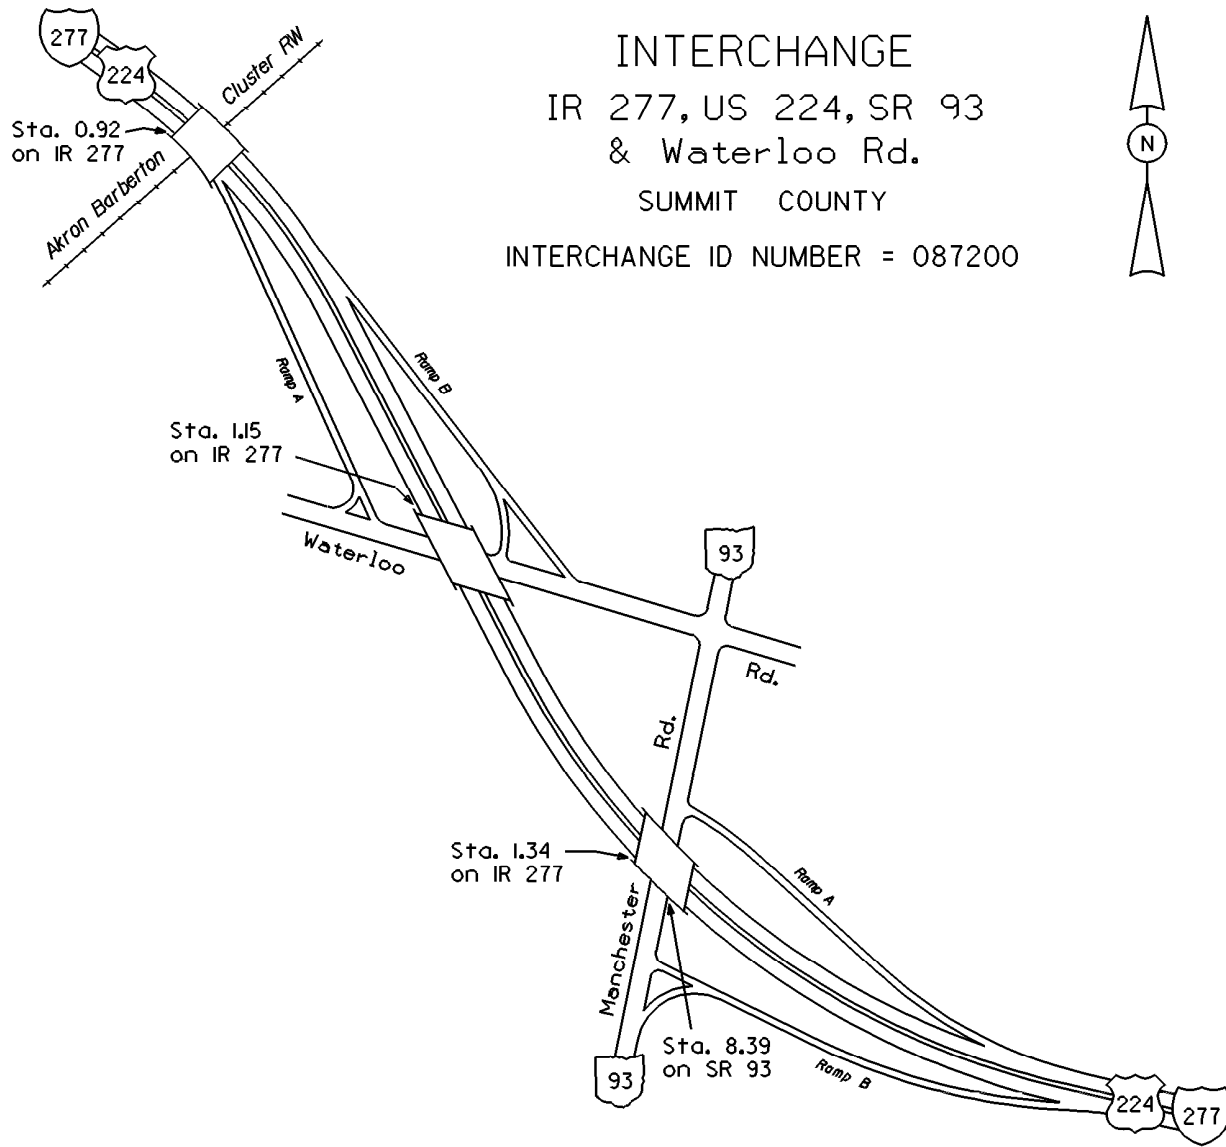 INTERCHANGE
IR 277, US 224, SR 93
& Waterloo Rd.
SUMMIT COUNTY
INTERCHANGE ID NUMBER = 087200
N
277
224
Cluster RW
Sta. 0.92
on IR 277
Akron Barberton
Ramp A
Ramp B
Sta. 1.15
on IR 277
Waterloo
93
Rd.
Rd.
Sta. 1.34
on IR 277
Ramp A
Manchester
Sta. 8.39
on SR 93
Ramp B
93
224
277